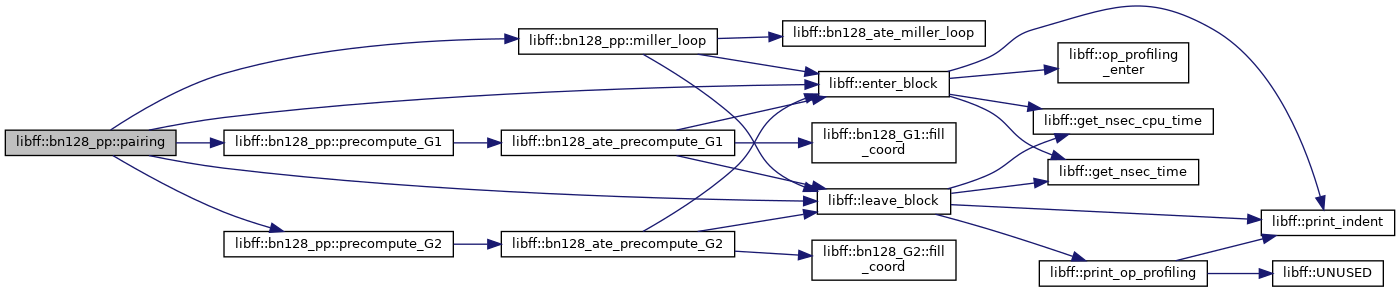 libff::bn128_pp::pairing
libff::bn128_pp::miller_loop
libff::bn128_pp::precompute_G1
libff::bn128_pp::precompute_G2
libff::bn128_ate_precompute_G1
libff::bn128_ate_precompute_G2
libff::bn128_ate_miller_loop
libff::enter_block
libff::bn128_G1::fill
_coord
libff::leave_block
libff::bn128_G2::fill
_coord
libff::op_profiling
_enter
libff::get_nsec_cpu_time
libff::get_nsec_time
libff::print_op_profiling
libff::print_indent
libff::UNUSED